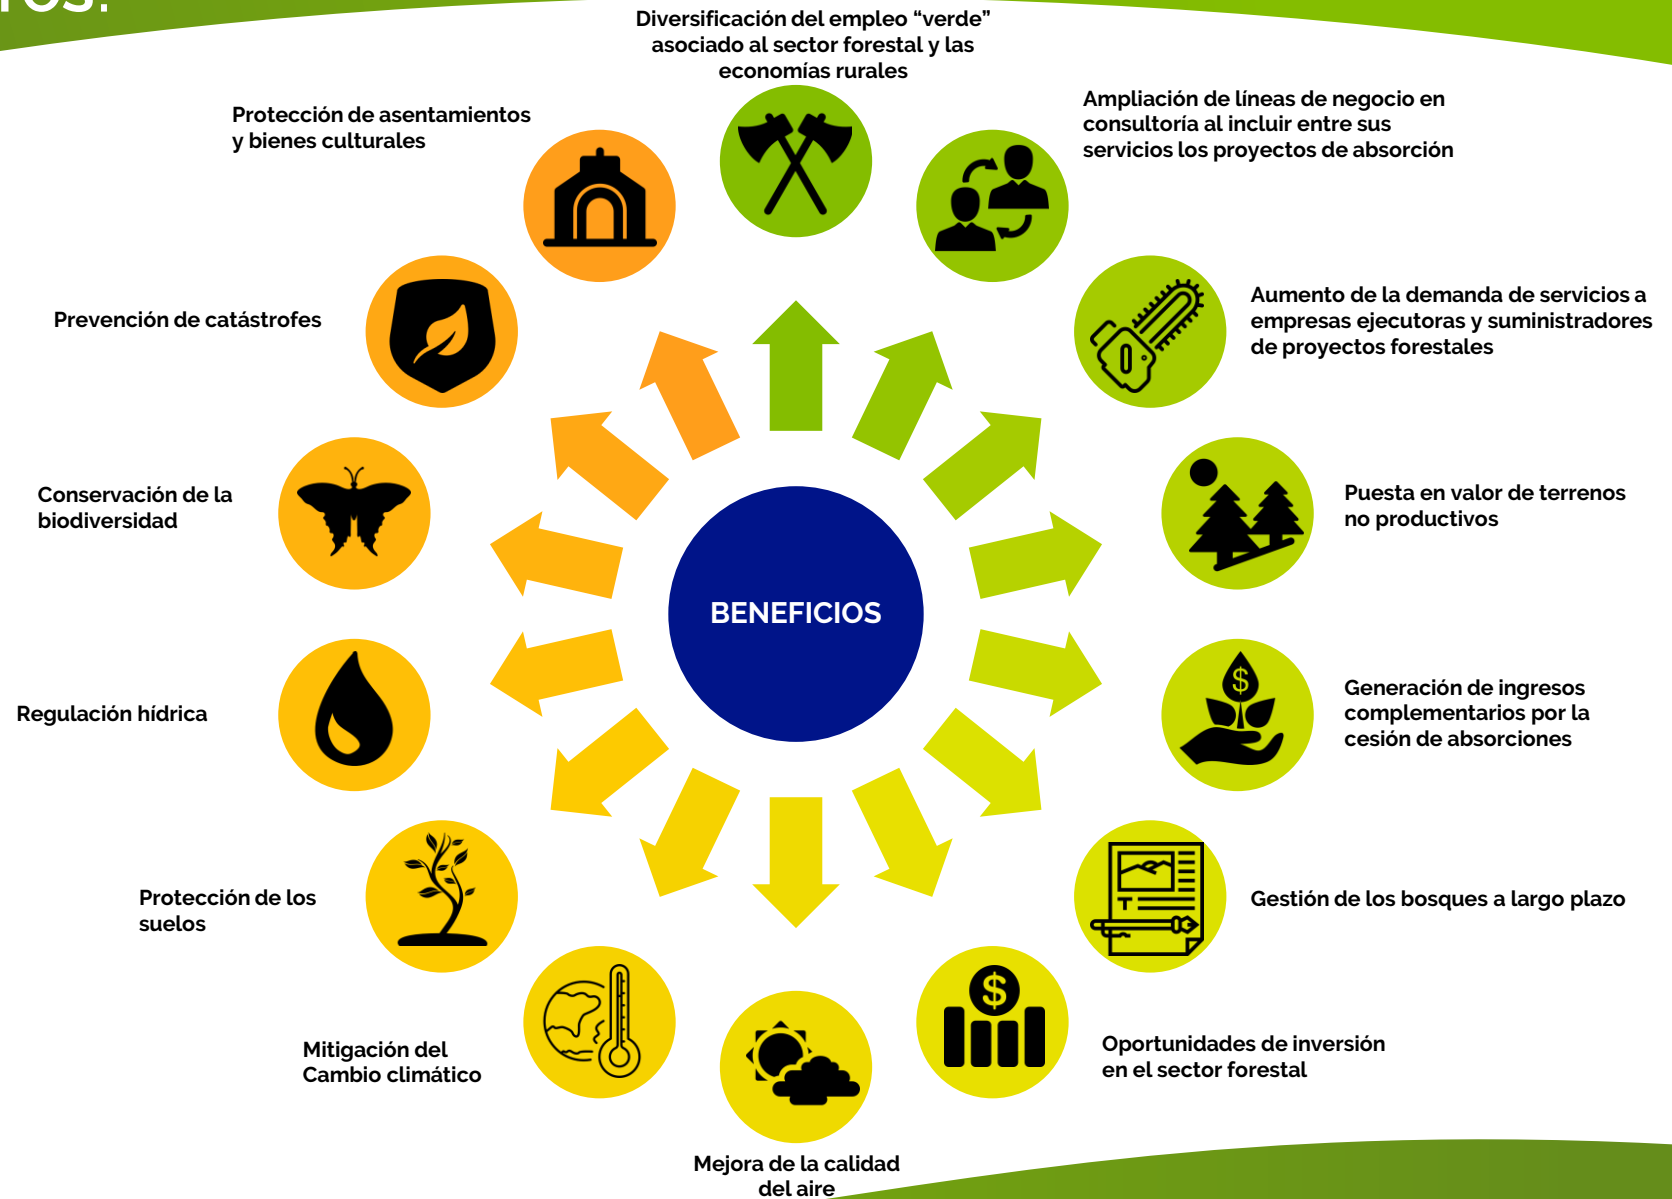 Diversificación del empleo “verde”
asociado al sector forestal y las
economías rurales
Protección de asentamientos
y bienes culturales
Ampliación de líneas de negocio en
consultoría al incluir entre sus
servicios los proyectos de absorción
Prevención de catástrofes
Aumento de la demanda de servicios a
empresas ejecutoras y suministradores
de proyectos forestales
Conservación de la
biodiversidad
Puesta en valor de terrenos
no productivos
BENEFICIOS
Regulación hídrica
$
Generación de ingresos
complementarios por la
cesión de absorciones
Protección de los
suelos
T
Gestión de los bosques a largo plazo
Mitigación del
Cambio climático
$
Oportunidades de inversión
en el sector forestal
Mejora de la calidad
del aire